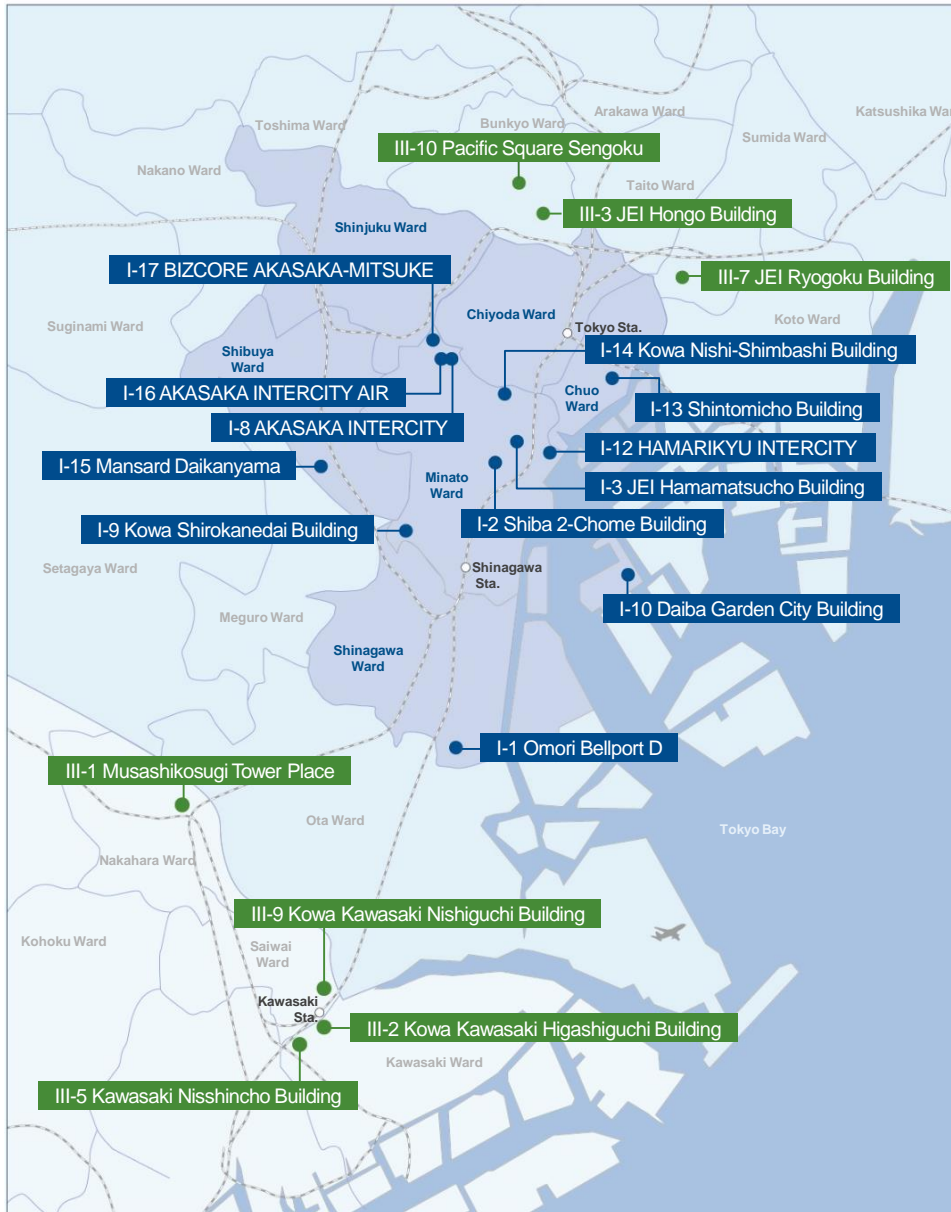 Arakawa Ward
Katsushika War
Toshima Ward
Bunkyo Ward
Sumida Ward
III-10 Pacific Square Sengoku
Nakano Ward
Taito Ward
III-3 JEI Hongo Building
Shinjuku Ward
I-17 BIZCORE AKASAKA-MITSUKE
III-7 JEI Ryogoku Building
Chiyoda Ward
Koto Ward
Suginami Ward
Tokyo Sta.
Shibuya
Ward
I-14 Kowa Nishi-Shimbashi Building
I-16 AKASAKA INTERCITY AIR
Chuo
Ward
I-13 Shintomicho Building
I-8 AKASAKA INTERCITY
I-12 HAMARIKYU INTERCITY
I-15 Mansard Daikanyama
Minato
Ward
I-3 JEI Hamamatsucho Building
I-9 Kowa Shirokanedai Building
I-2 Shiba 2-Chome Building
Setagaya Ward
Shinagawa
Sta.
Meguro Ward
I-10 Daiba Garden City Building
Shinagawa
Ward
I-1 Omori Bellport D
III-1 Musashikosugi Tower Place
Ota Ward
Tokyo Bay
Nakahara Ward
III-9 Kowa Kawasaki Nishiguchi Building
Kohoku Ward
Saiwai
Ward
Kawasaki
Sta.
III-2 Kowa Kawasaki Higashiguchi Building
Kawasaki Ward
III-5 Kawasaki Nisshincho Building